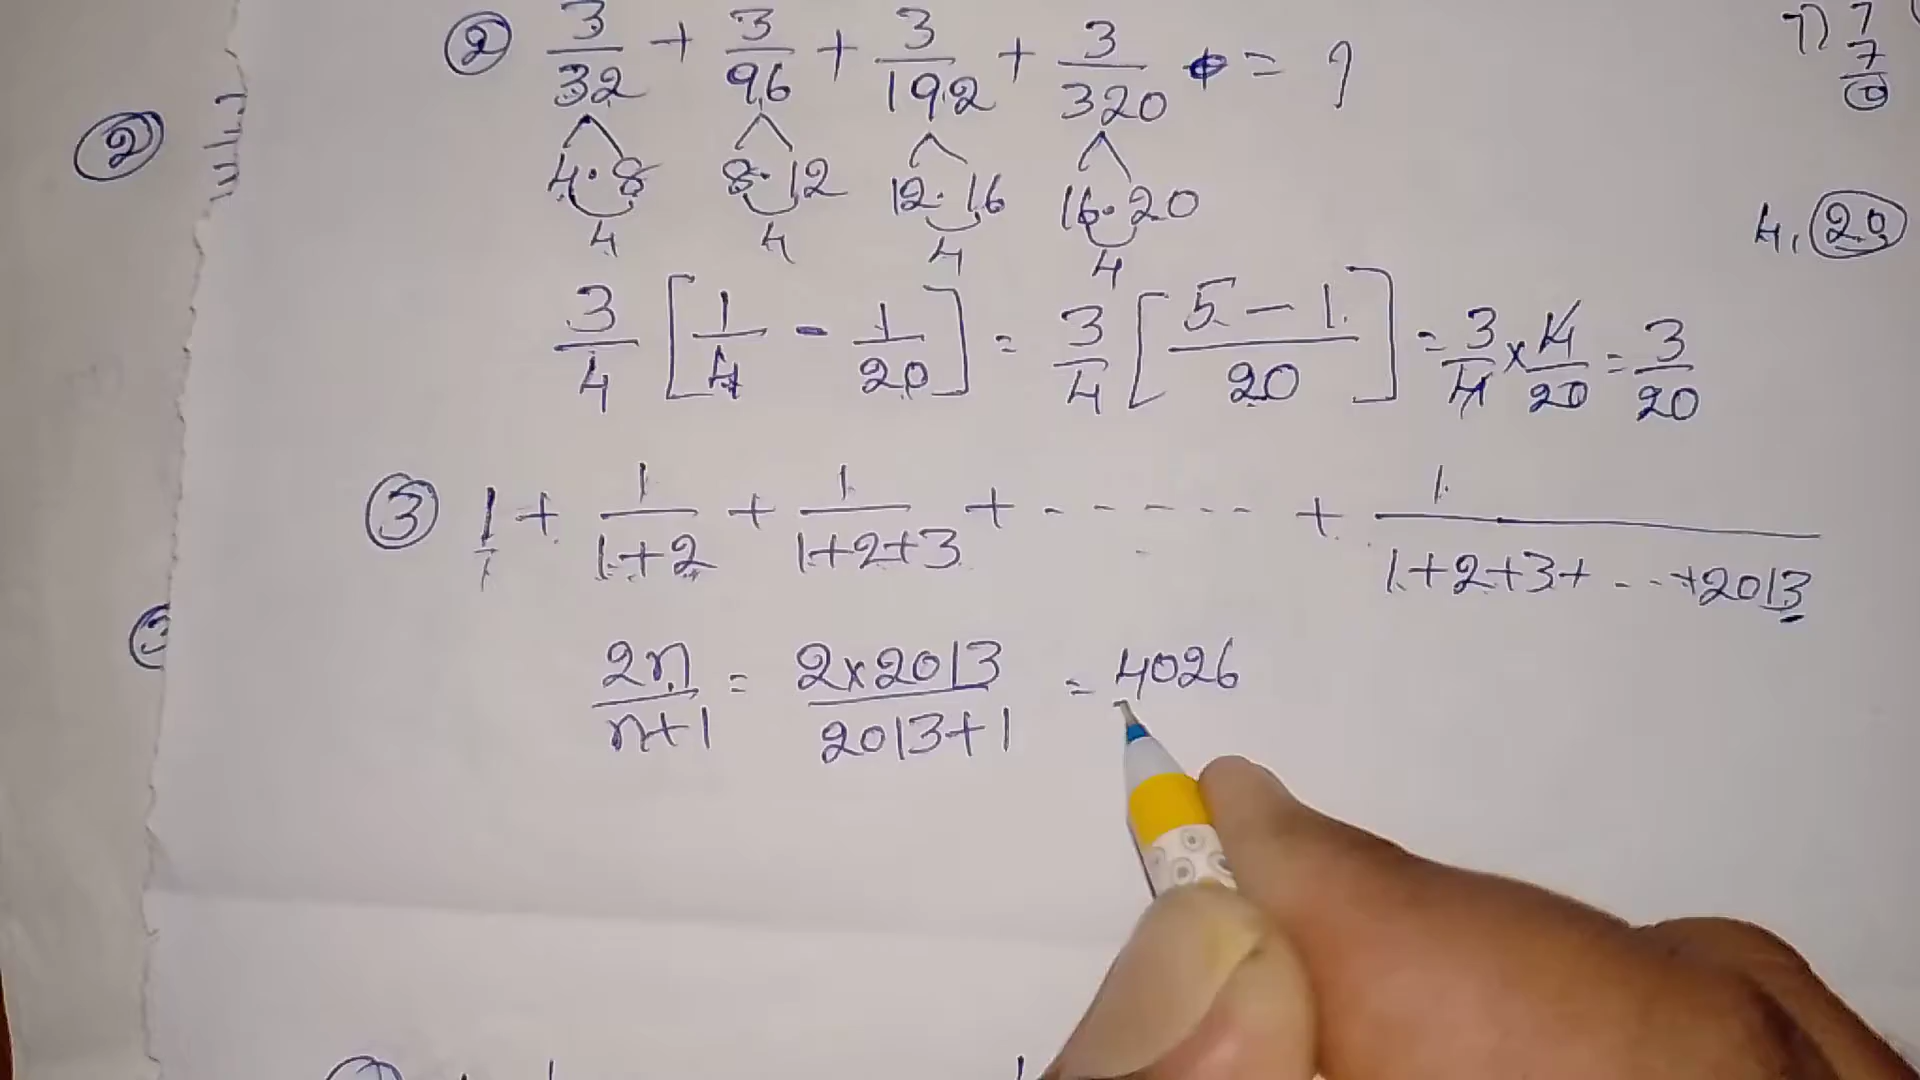 ② 3/32 + 3/96 + 3/192 + 3/320 = ?
4·8 8·12 12·16 16·20
4 4 4 4
3/4 [1/4 - 1/20] = 3/4 [5-1/20] = 3/4 × 4/20 = 3/20
③ 1/1 + 1/1+2 + 1/1+2+3 + ------ + 1/1+2+3+ ... +2013
2n/n+1 = 2×2013/2013+1 = 4026
②
7) 7
7
0
4, 20